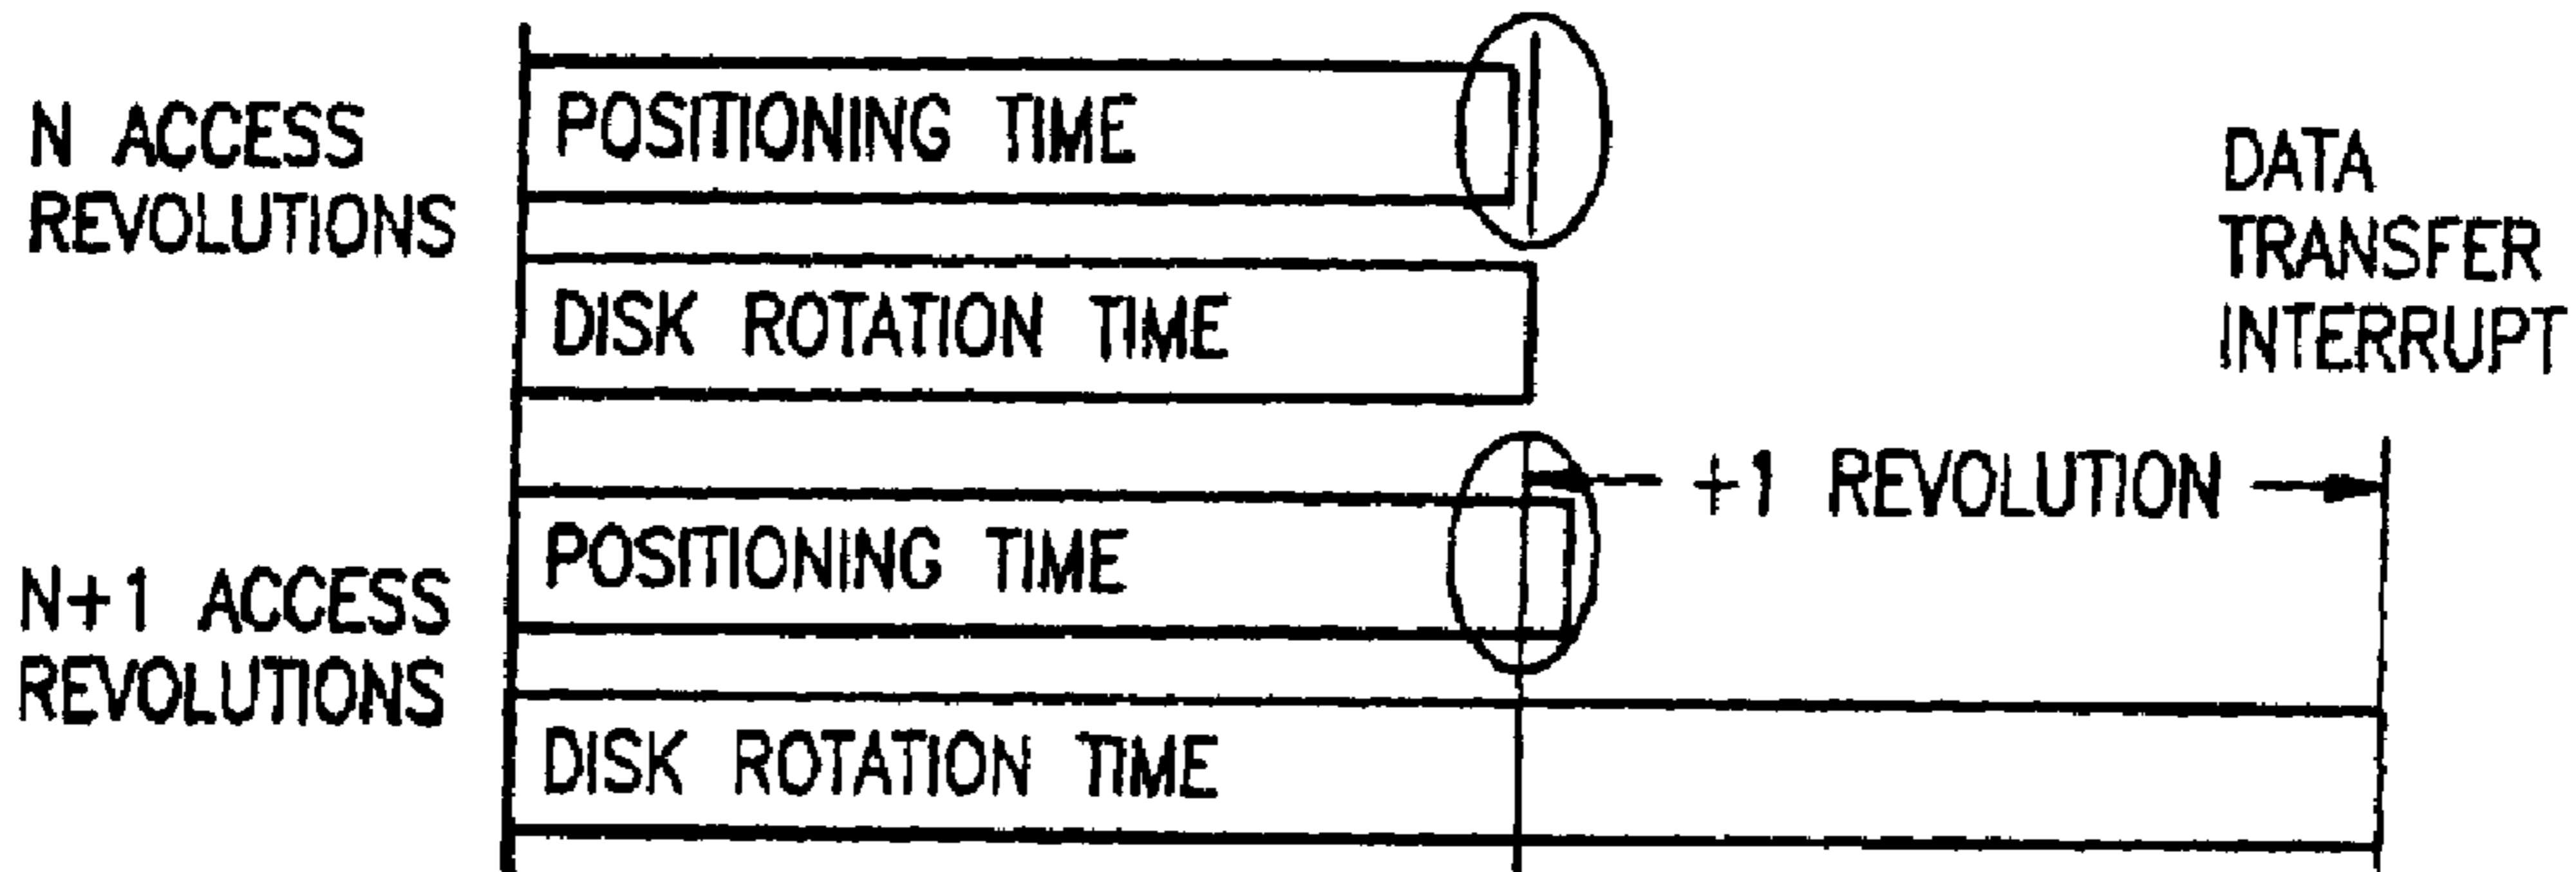 N ACCESS
REVOLUTIONS
POSITIONING TIME
DISK ROTATION TIME
DATA
TRANSFER
INTERRUPT
+1 REVOLUTION
N+1 ACCESS
REVOLUTIONS
POSITIONING TIME
DISK ROTATION TIME